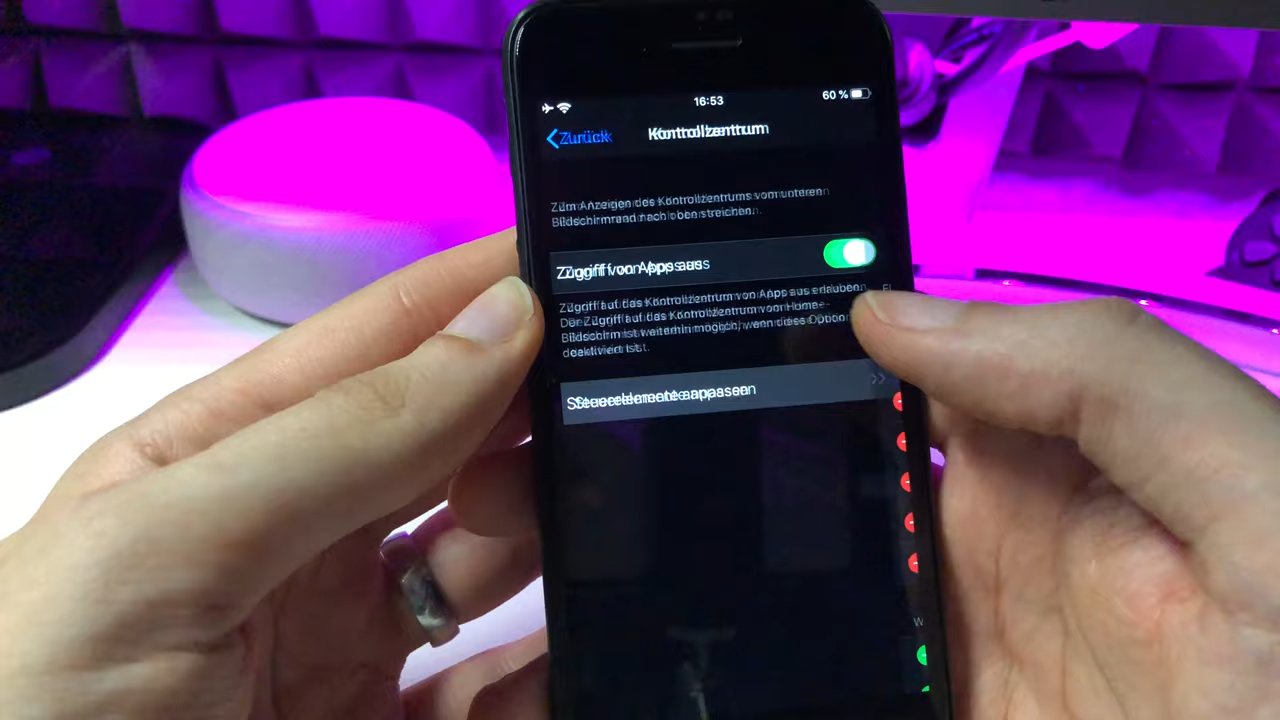 16:53
60 %
Zurück
Kontrollzentrum
Zum Anzeigen des Kontrollzentrums vom unteren
Bildschirmrand nach oben streichen.
Zugriff von Apps aus
Zugriff auf das Kontrollzentrum von Apps aus erlauben.
Der Zugriff auf das Kontrollzentrum vom Home-
Bildschirm ist weiterhin möglich, wenn diese Option
deaktiviert ist.
Steuerelemente anpassen